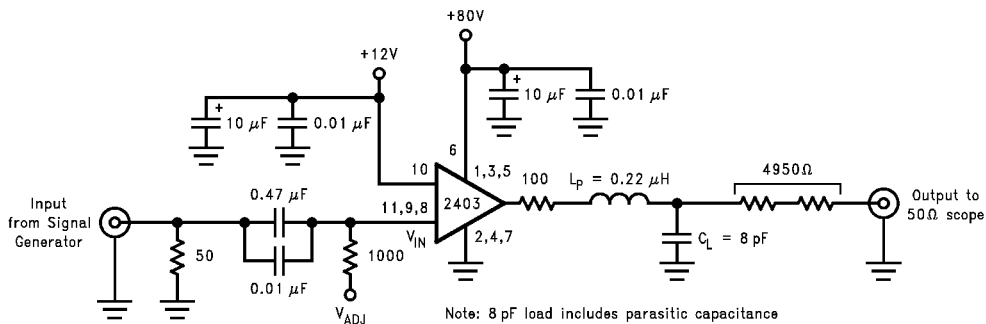 +80V
+12V
+
10 μF
0.01 μF
+
10 μF
0.01 μF
6
10
1,3,5
0.47 μF
11,9,8
2403
100
L_P = 0.22 μH
4950Ω
Input
from Signal
Generator
V_IN
2,4,7
50
0.01 μF
1000
C_L = 8 pF
Output to
50Ω scope
V_ADJ
Note: 8 pF load includes parasitic capacitance